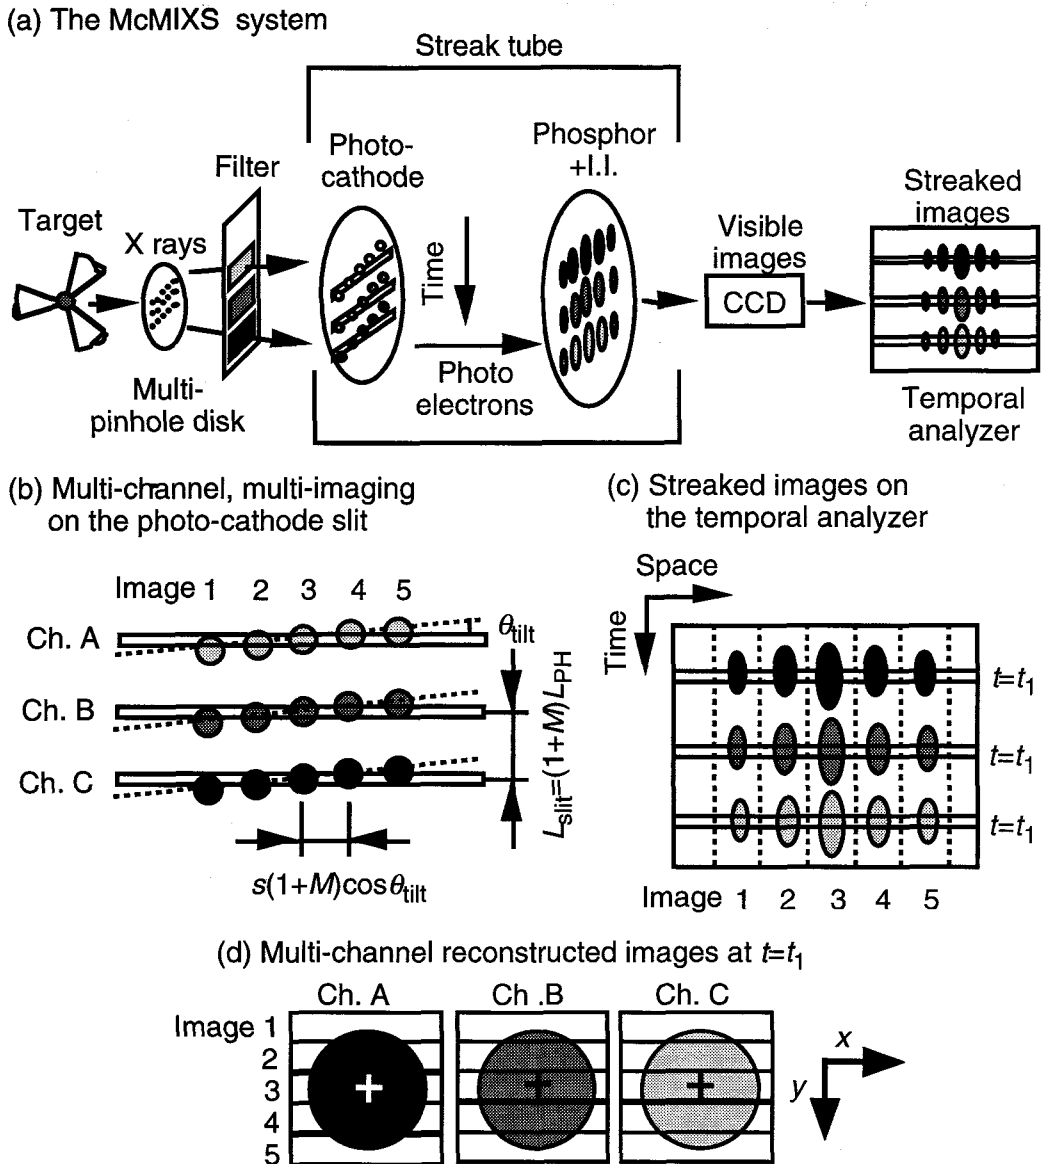 (a) The McMIXS system
Streak tube
Photo-
cathode
Phosphor
+I.I.
Filter
Target
X rays
Time
Visible
images
Streaked
images
CCD
Multi-
pinhole disk
Photo
electrons
Temporal
analyzer
(b) Multi-channel, multi-imaging
on the photo-cathode slit
Image 1 2 3 4 5
Ch. A
θtilt
Ch. B
Ch. C
Lslit=(1+M)LPH
s(1+M)cosθtilt
(c) Streaked images on
the temporal analyzer
Space
Time
t=t1
t=t1
t=t1
Image 1 2 3 4 5
(d) Multi-channel reconstructed images at t=t1
Ch. A Ch .B Ch. C
Image 1
2
3
4
5
x
y